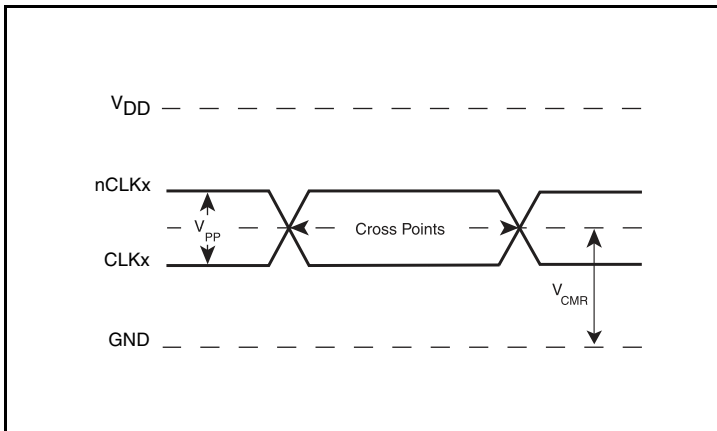 VDD
nCLKx
VPP
Cross Points
CLKx
VCMR
GND